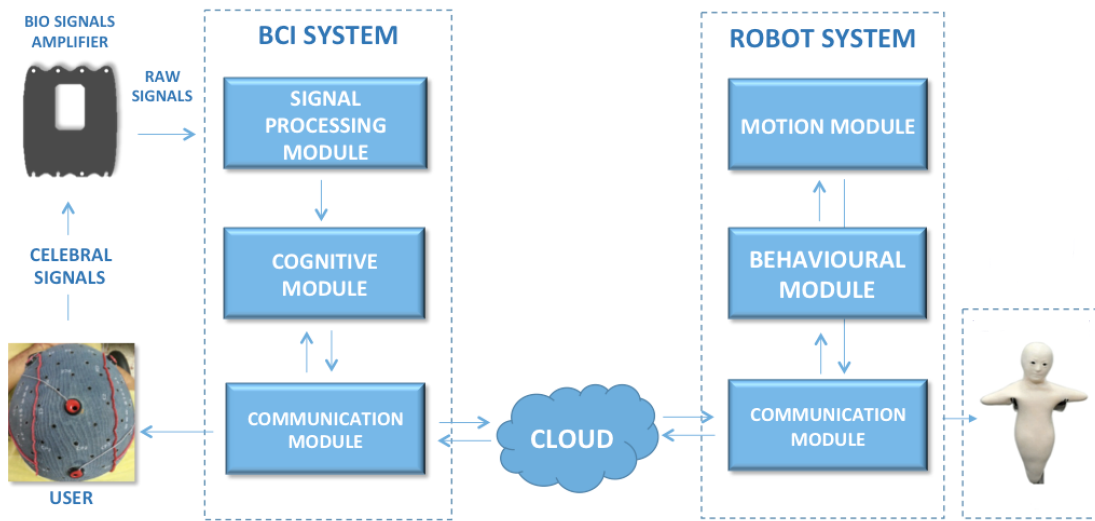 BIO SIGNALS
AMPLIFIER
RAW
SIGNALS
CELEBRAL
SIGNALS
USER
BCI SYSTEM
SIGNAL
PROCESSING
MODULE
COGNITIVE
MODULE
COMMUNICATION
MODULE
CLOUD
ROBOT SYSTEM
MOTION MODULE
BEHAVIOURAL
MODULE
COMMUNICATION
MODULE